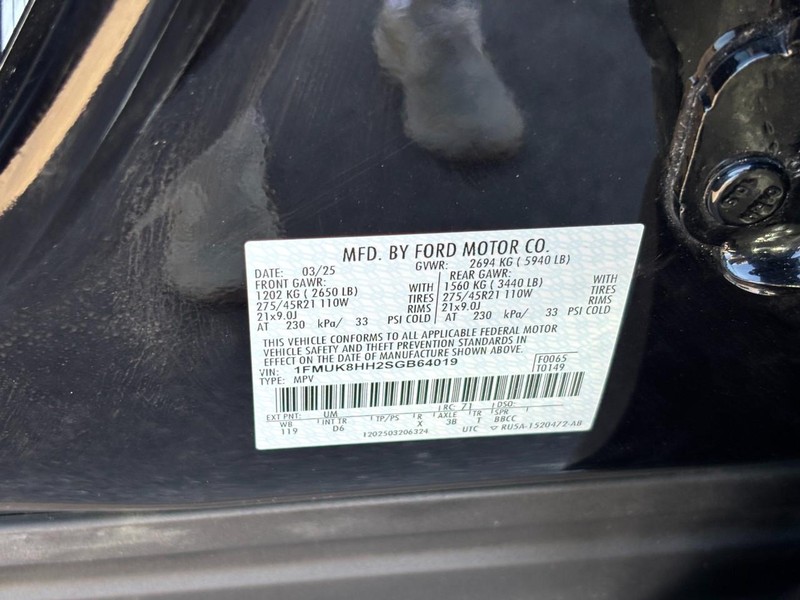 MFD. BY FORD MOTOR CO.
DATE: 03/25 GVWR: 2694 KG ( 5940 LB)
FRONT GAWR: REAR GAWR:
1202 KG ( 2650 LB) WITH 1560 KG ( 3440 LB) WITH
275/45R21 110W TIRES 275/45R21 110W TIRES
21x9.0J RIMS 21x9.0J RIMS
AT 230 kPa/ 33 PSI COLD AT 230 kPa/ 33 PSI COLD
THIS VEHICLE CONFORMS TO ALL APPLICABLE FEDERAL MOTOR
VEHICLE SAFETY AND THEFT PREVENTION STANDARDS IN
EFFECT ON THE DATE OF MANUFACTURE SHOWN ABOVE.
VIN: 1FMUK8HH2SGB64019 F0065
TYPE: MPV T0149
EXT PNT: UM RC: 71 DSO:
WB INT TR TP/PS R AXLE TR SPR
119 D6 X 3B T BBCC
1202503206324 UTC RU5A-1520472-AB